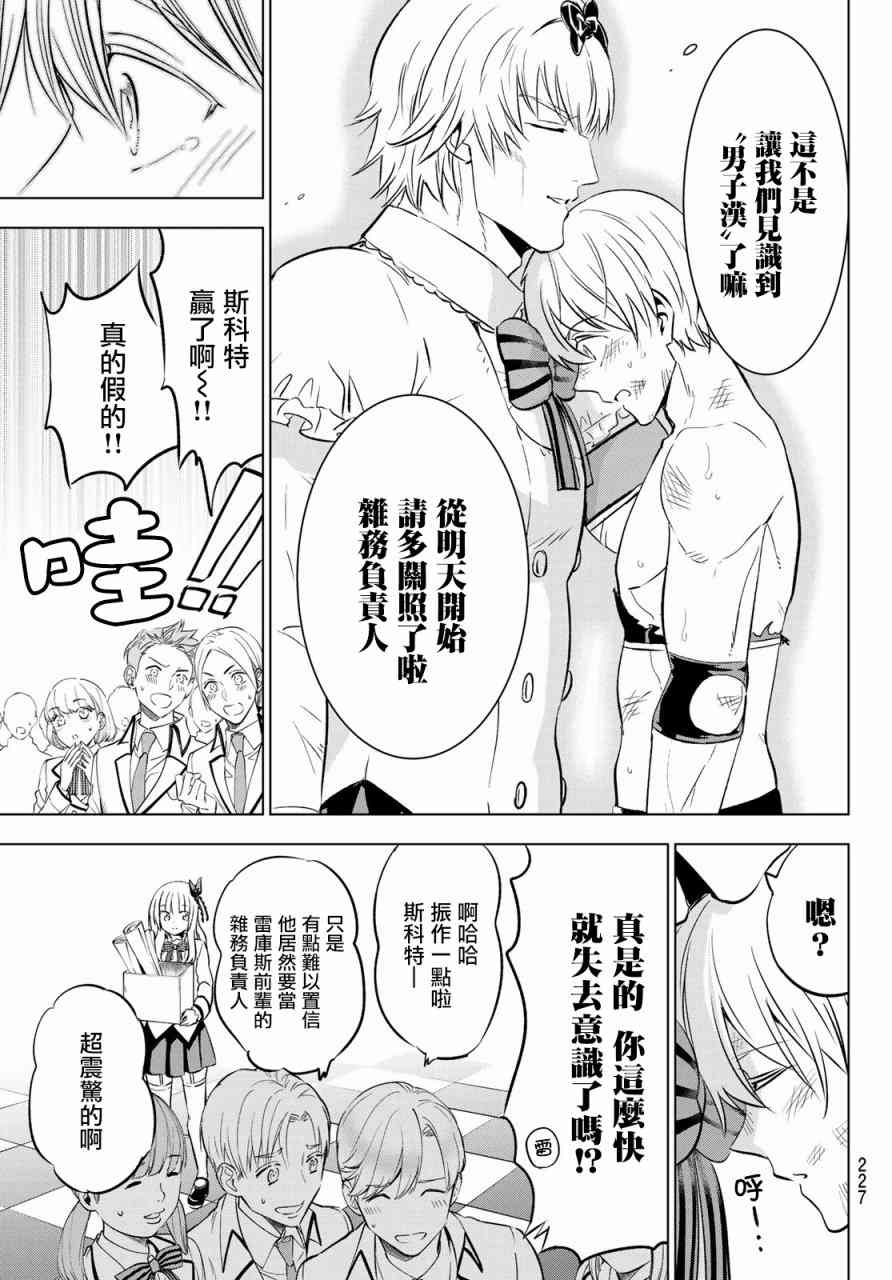 這不是
讓我們見識到
〝男子漢〞了嘛
從明天開始
請多關照了啦
雜務負責人
斯科特
贏了啊〜!!
真的假的!!
哇!!
嗯？
呼ー…
真是的 你這麼快
就失去意識了嗎!?
雷
啊哈哈
振作一點啦
斯科特ー
只是
有點難以置信
他居然要當
雷庫斯前輩的
雜務負責人
超震驚的啊
227